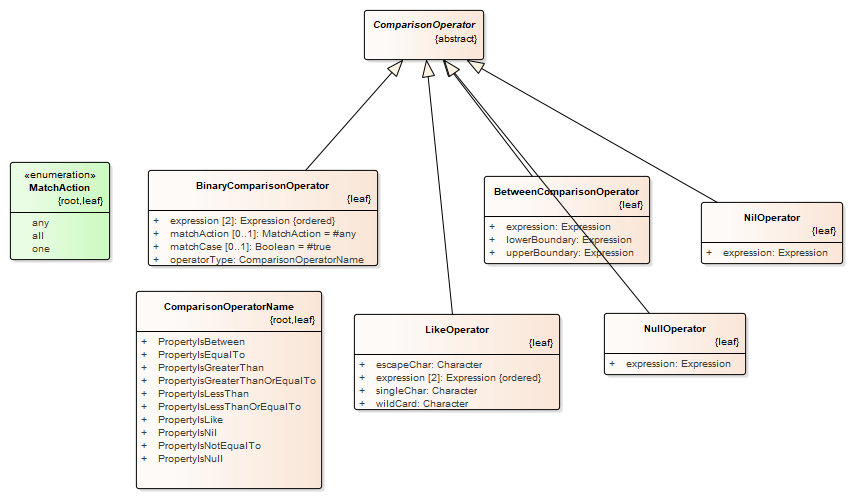 ComparisonOperator
{abstract}
«enumeration»
MatchAction
{root,leaf}
any
all
one
BinaryComparisonOperator
{leaf}
+ expression [2]: Expression {ordered}
+ matchAction [0..1]: MatchAction = #any
+ matchCase [0..1]: Boolean = #true
+ operatorType: ComparisonOperatorName
BetweenComparisonOperator
{leaf}
+ expression: Expression
+ lowerBoundary: Expression
+ upperBoundary: Expression
NilOperator
{leaf}
+ expression: Expression
ComparisonOperatorName
{root,leaf}
+ PropertyIsBetween
+ PropertyIsEqualTo
+ PropertyIsGreaterThan
+ PropertyisGreaterThanOrEqualTo
+ PropertyIsLessThan
+ PropertyIsLessThanOrEqualTo
+ PropertyIsLike
+ PropertyIsNil
+ PropertyIsNotEqualTo
+ PropertyIsNull
LikeOperator
{leaf}
+ escapeChar: Character
+ expression [2]: Expression {ordered}
+ singleChar: Character
+ wildCard: Character
NullOperator
{leaf}
+ expression: Expression